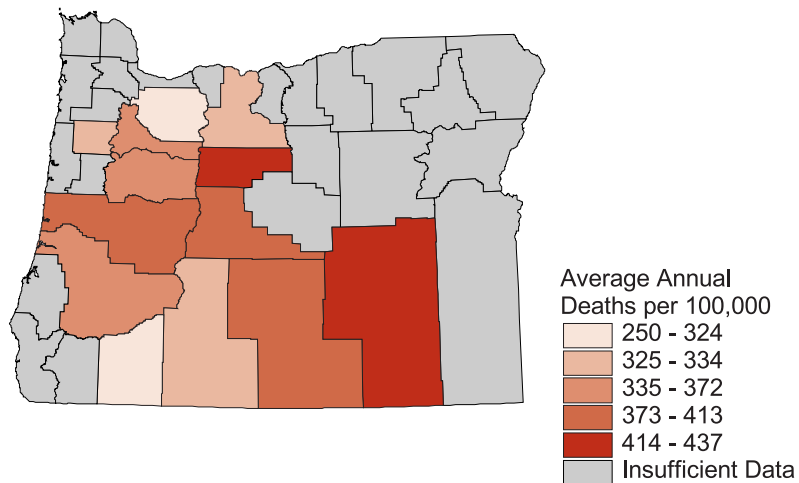 Average Annual
Deaths per 100,000
250 - 324
325 - 334
335 - 372
373 - 413
414 - 437
Insufficient Data